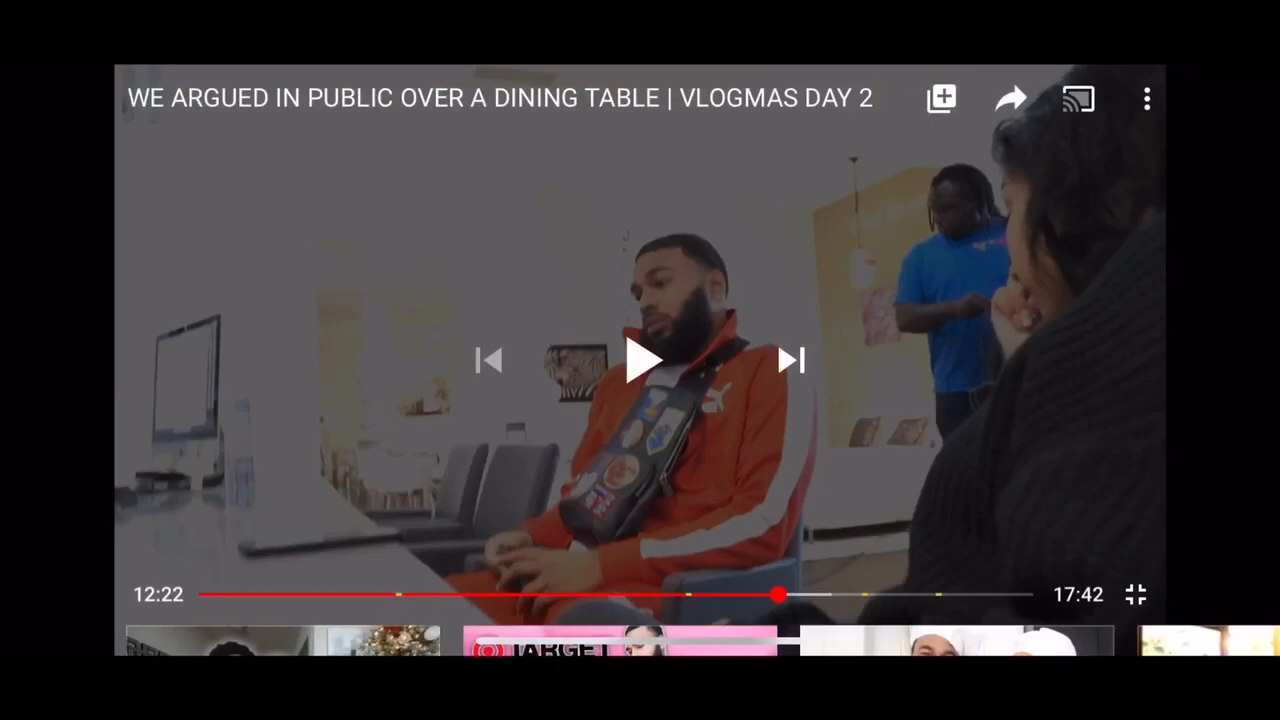 WE ARGUED IN PUBLIC OVER A DINING TABLE | VLOGMAS DAY 2
12:22
17:42
TARGET